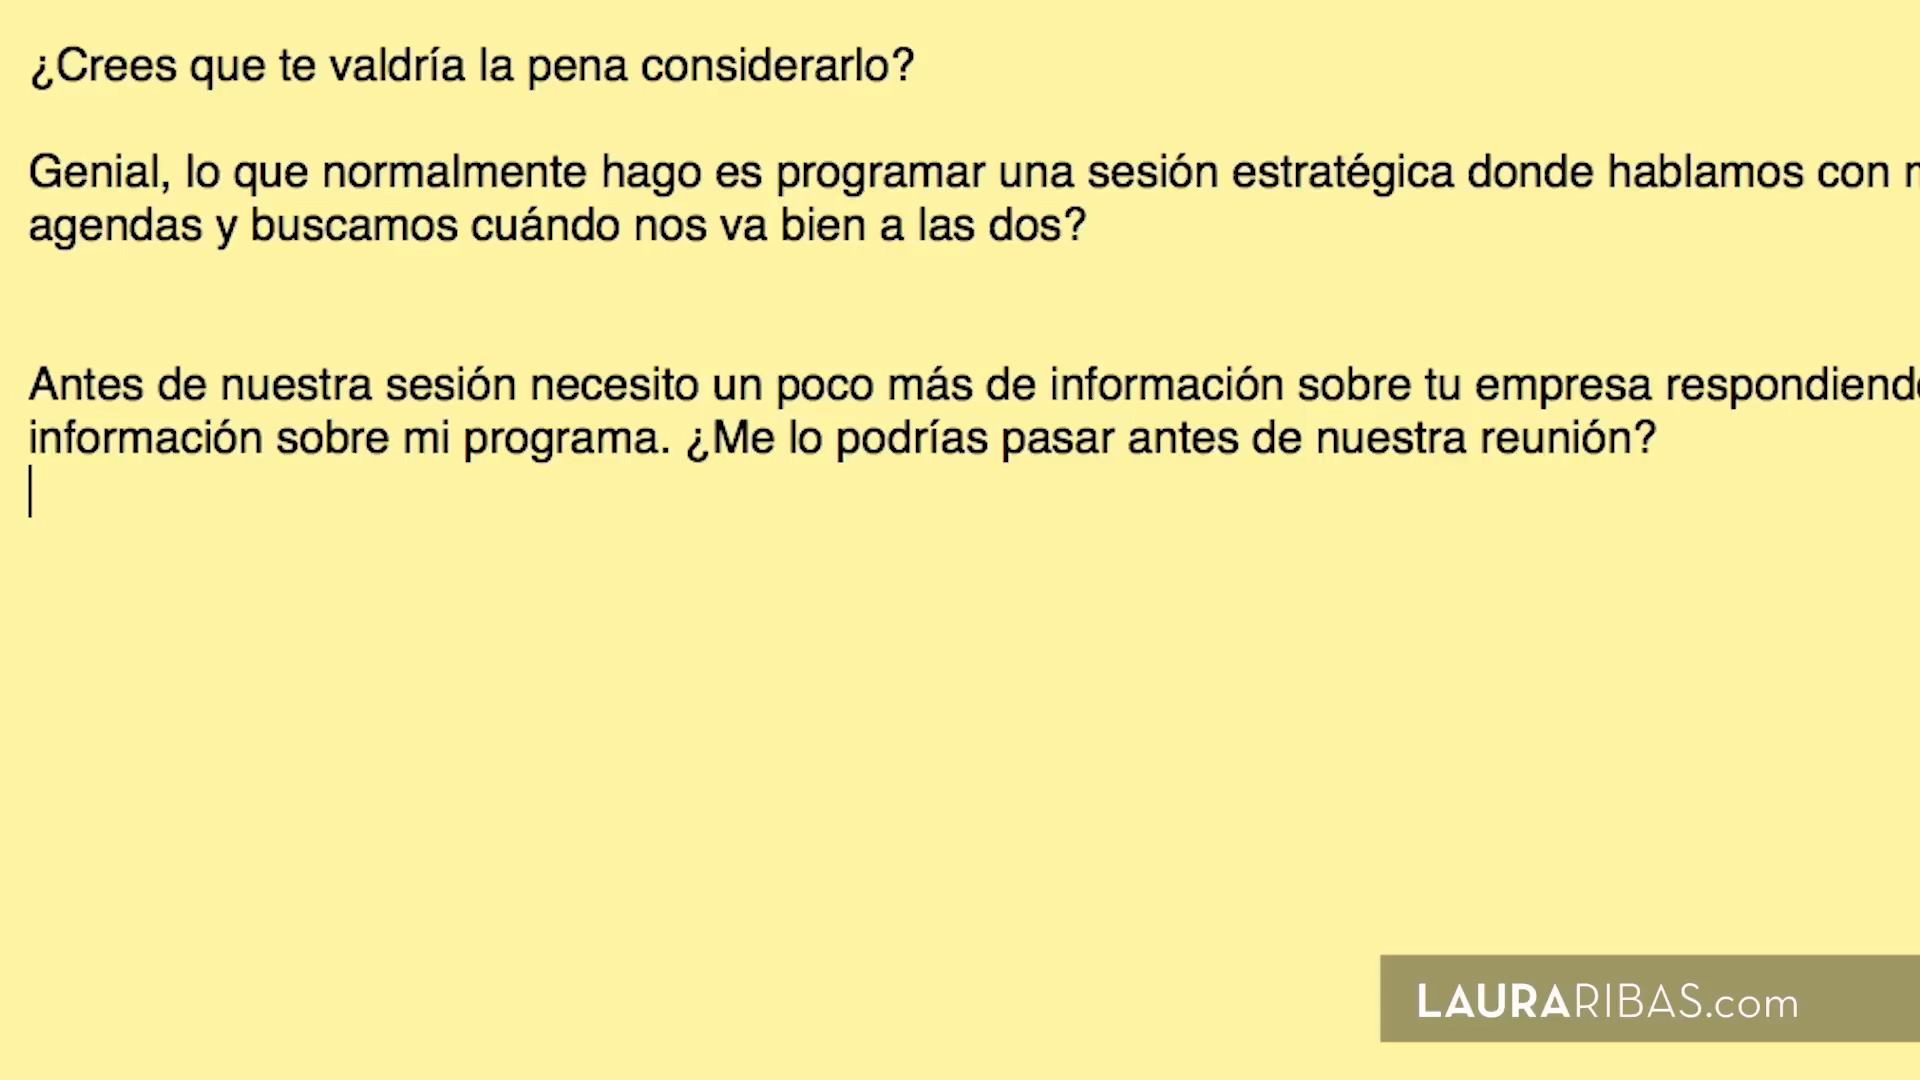 ¿Crees que te valdría la pena considerarlo?
Genial, lo que normalmente hago es programar una sesión estratégica donde hablamos con
agendas y buscamos cuándo nos va bien a las dos?
Antes de nuestra sesión necesito un poco más de información sobre tu empresa respondiendo
información sobre mi programa. ¿Me lo podrías pasar antes de nuestra reunión?
LAURARIBAS.com